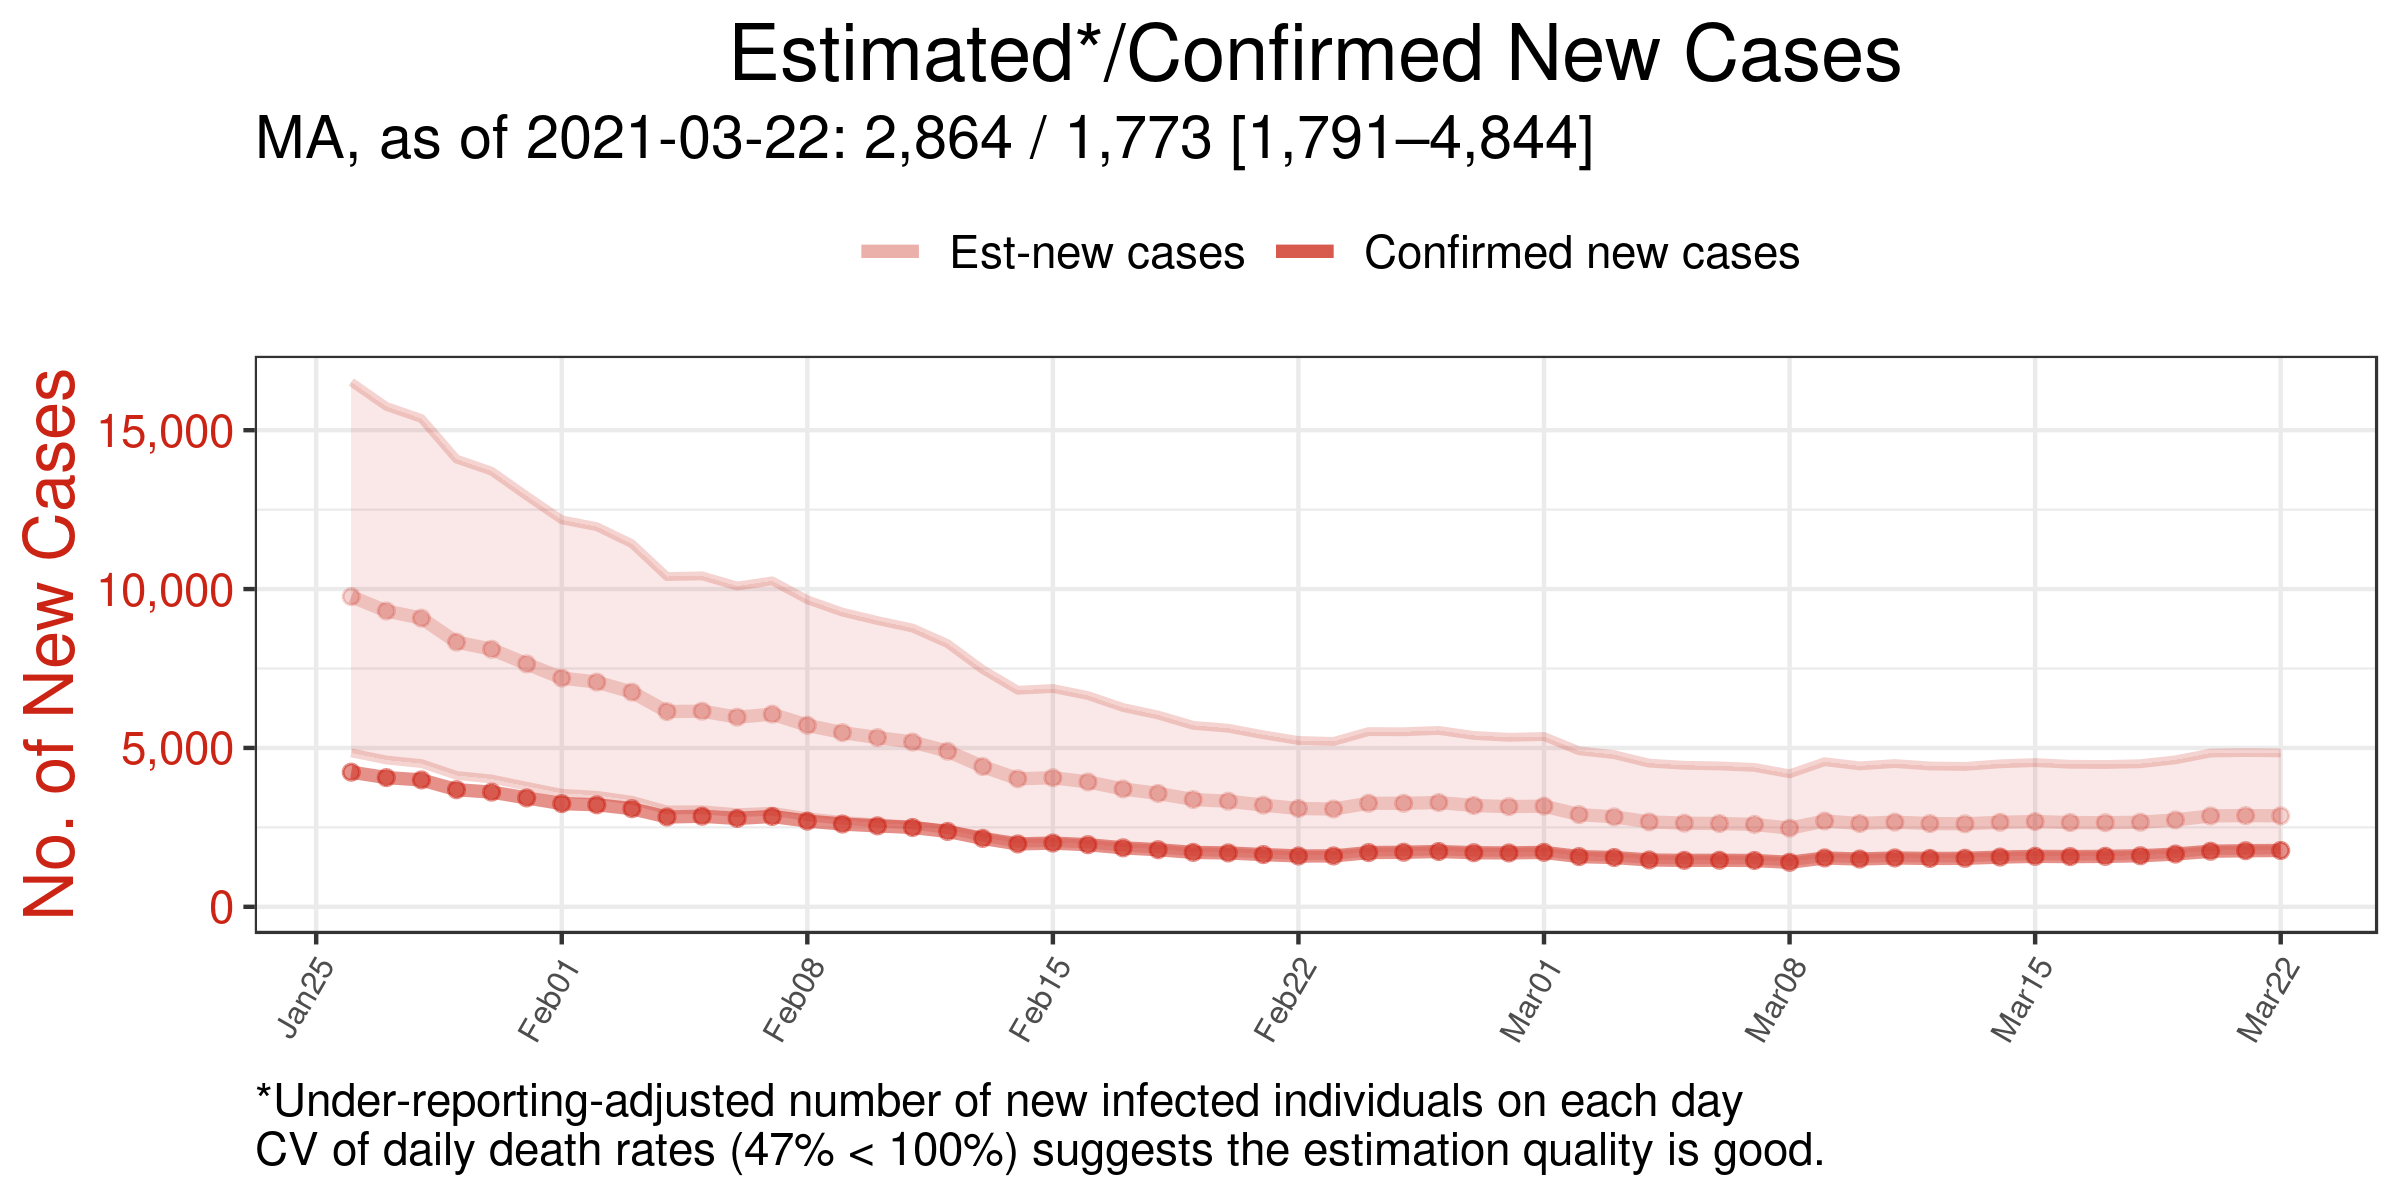 Estimated*/Confirmed New Cases
MA, as of 2021-03-22: 2,864 / 1,773 [1,791–4,844]
Est-new cases
Confirmed new cases
No. of New Cases
15,000
10,000
5,000
0
Jan25
Feb01
Feb08
Feb15
Feb22
Mar01
Mar08
Mar15
Mar22
*Under-reporting-adjusted number of new infected individuals on each day
CV of daily death rates (47% < 100%) suggests the estimation quality is good.